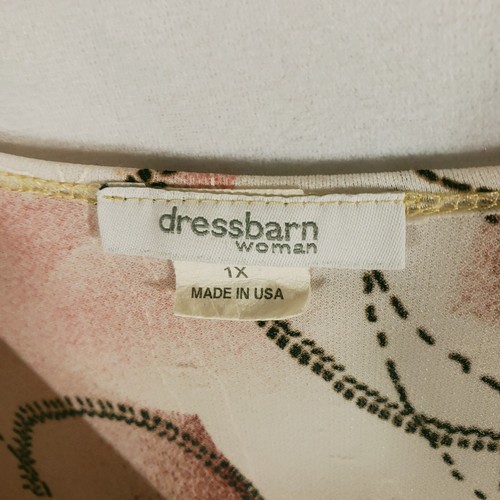 dressbarn
woman
1X
MADE IN USA